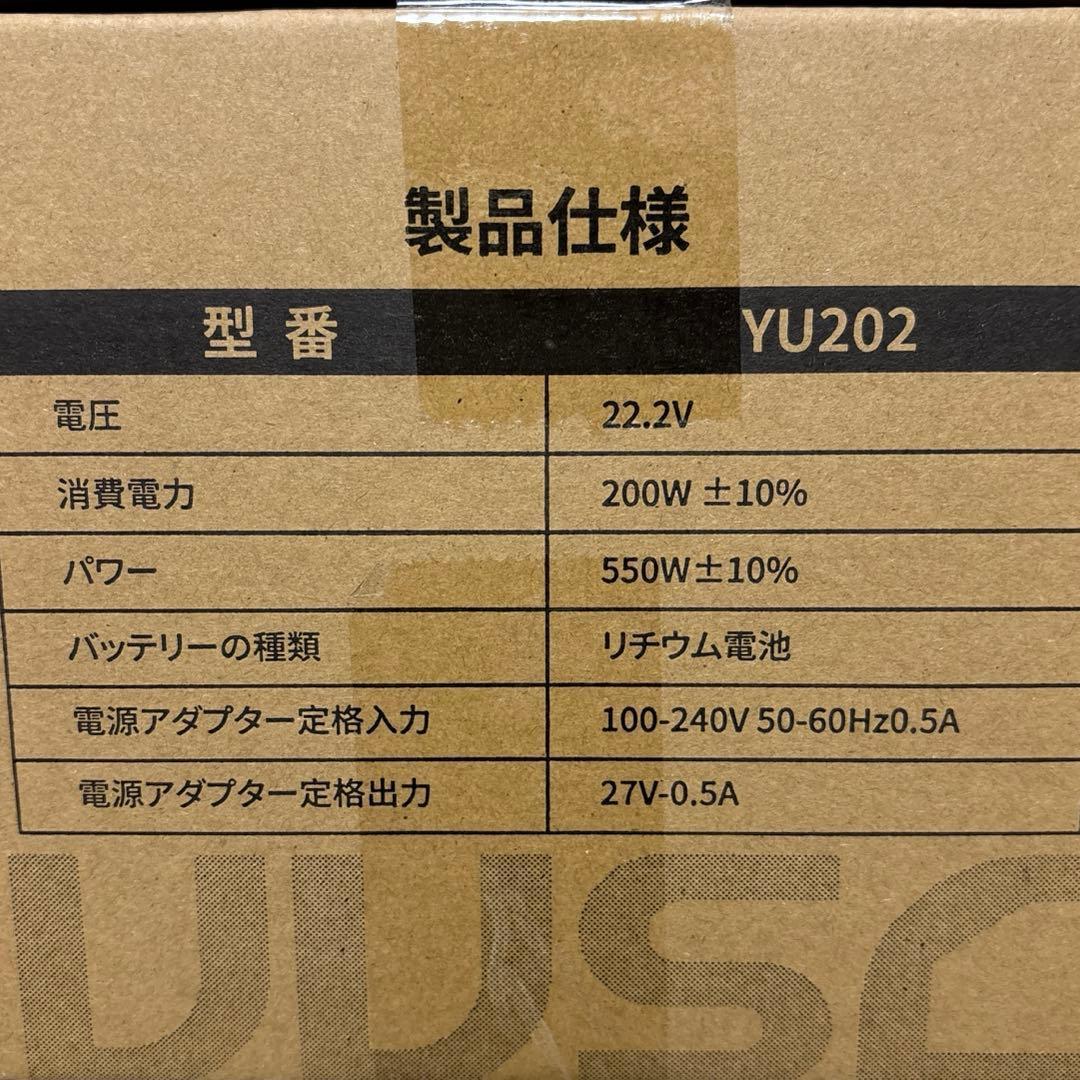 製品仕様
型番 YU202
電圧 22.2V
消費電力 200W ±10%
パワー 550W±10%
バッテリーの種類 リチウム電池
電源アダプター定格入力 100-240V 50-60Hz0.5A
電源アダプター定格出力 27V-0.5A